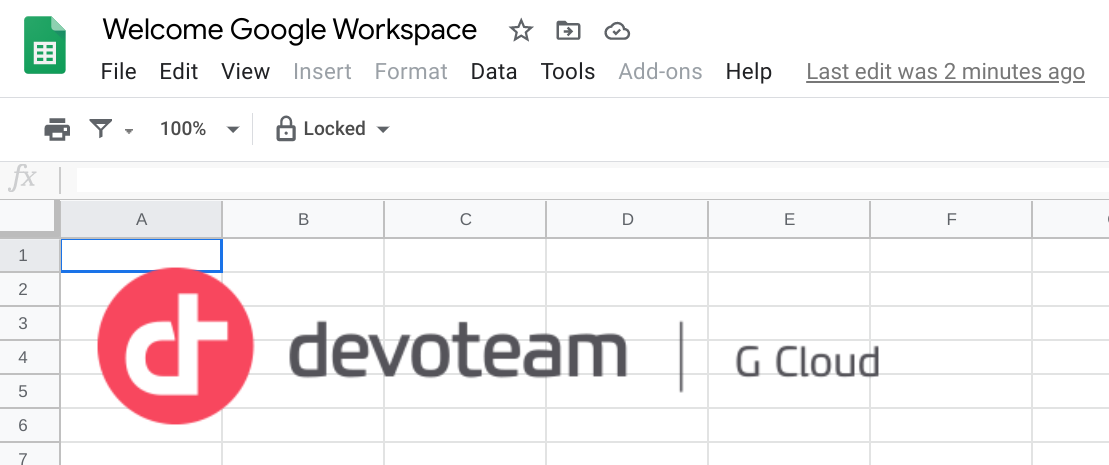 Welcome Google Workspace
File Edit View Insert Format Data Tools Add-ons Help Last edit was 2 minutes ago
100% Locked
fx
A B C D E F
1
2
3
devoteam
4
G Cloud
5
6
7